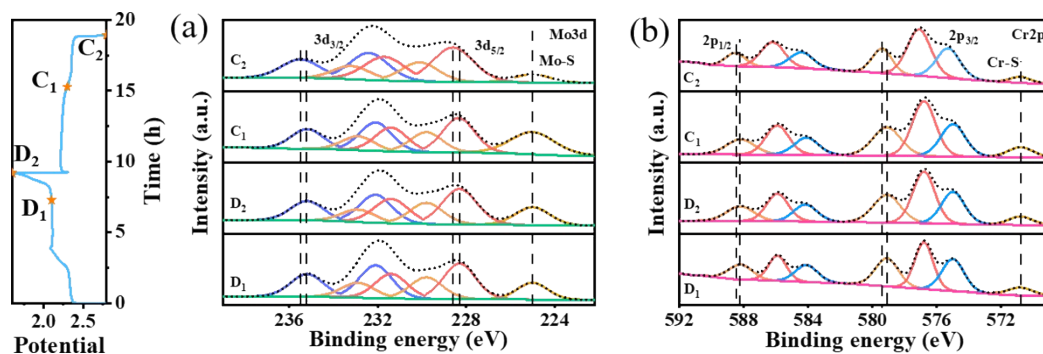 C₂
C₁
D₂
D₁
20
15
10
5
0
Time (h)
2.0
2.2
Potential
(a)
3d₃/₂
3d₅/₂
Mo3d
Mo-S
C₂
C₁
D₂
D₁
Intensity (a.u.)
236
232
228
224
Binding energy (eV)
(b)
2p₁/₂
2p₃/₂
Cr2p
Cr-S
C₂
C₁
D₂
D₁
Intensity (a.u.)
592
588
584
580
576
572
Binding energy (eV)